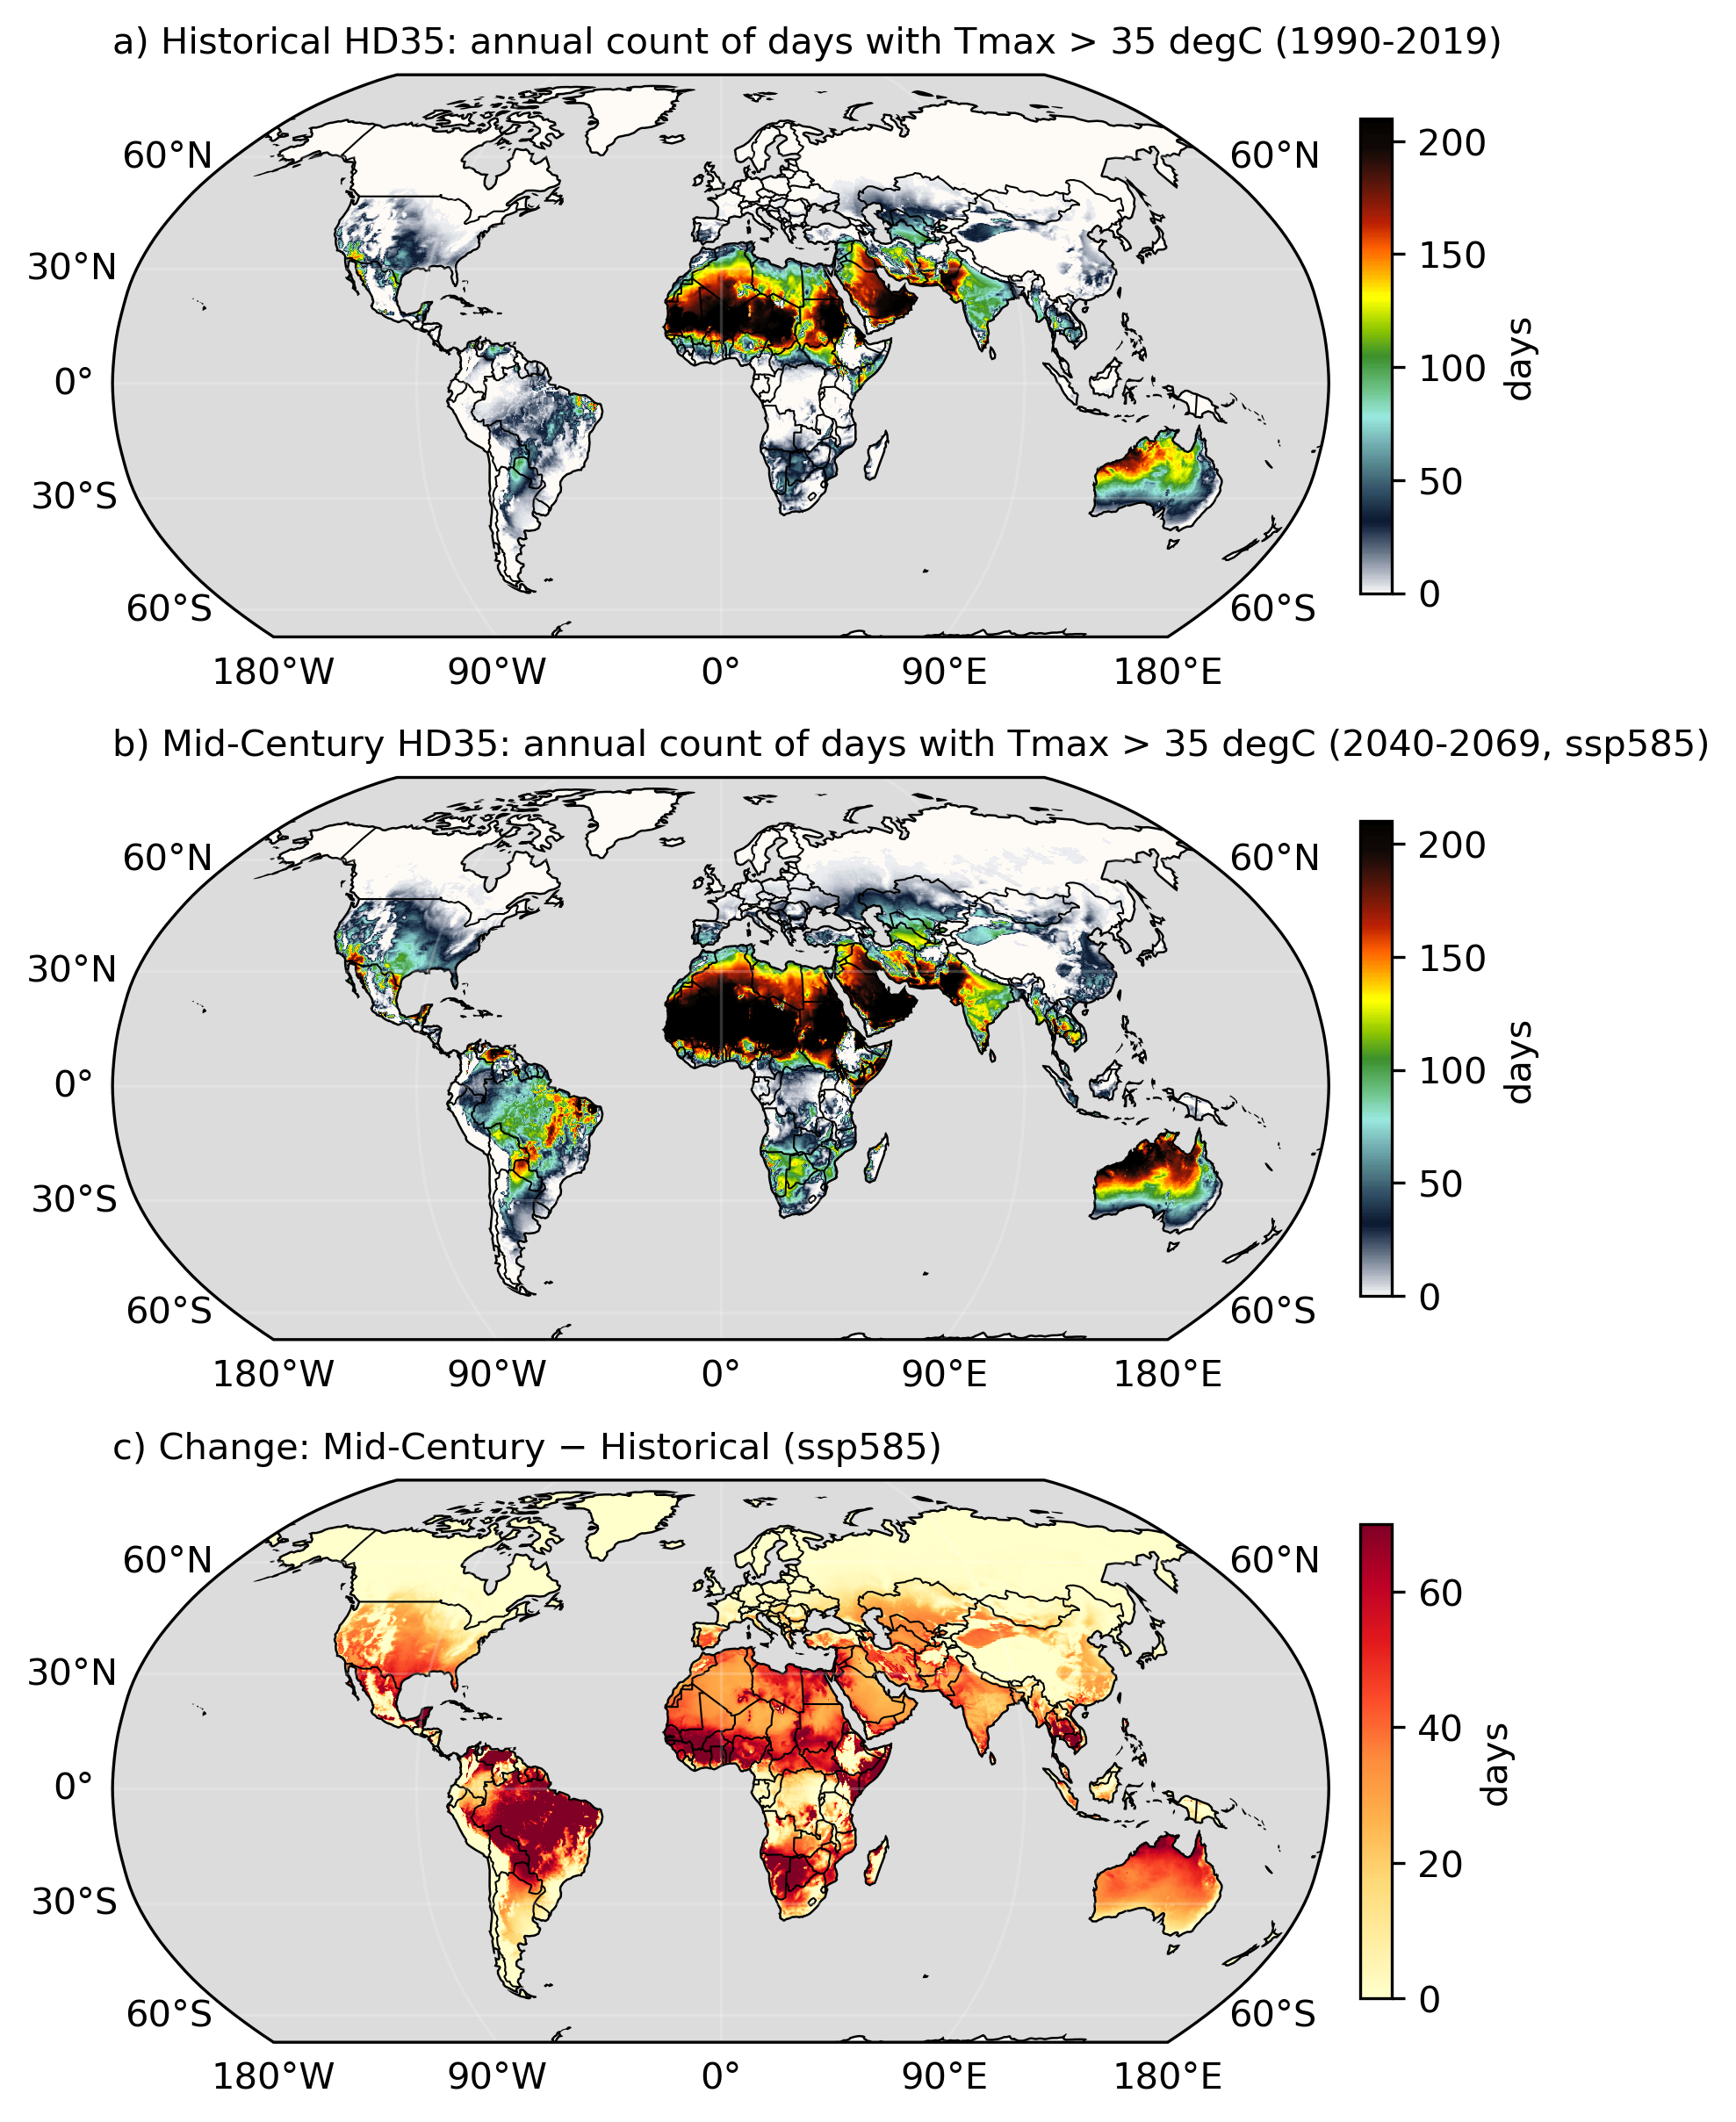 a) Historical HD35: annual count of days with Tmax > 35 degC (1990-2019)
60°N 60°N
30°N
0°
30°S
60°S 60°S
180°W 90°W 0° 90°E 180°E
200
150
100
50
0
days
b) Mid-Century HD35: annual count of days with Tmax > 35 degC (2040-2069, ssp585)
60°N 60°N
30°N
0°
30°S
60°S 60°S
180°W 90°W 0° 90°E 180°E
200
150
100
50
0
days
c) Change: Mid-Century − Historical (ssp585)
60°N 60°N
30°N
0°
30°S
60°S 60°S
180°W 90°W 0° 90°E 180°E
60
40
20
0
days